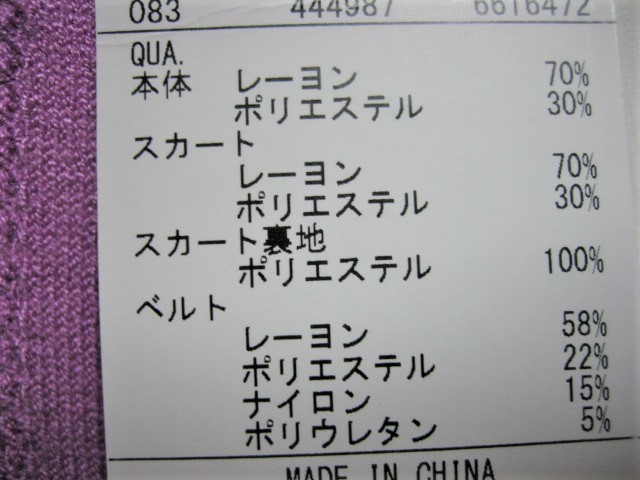 083 444987 6616472
QUA.
本体 レーヨン 70%
ポリエステル 30%
スカート
レーヨン 70%
ポリエステル 30%
スカート裏地
ポリエステル 100%
ベルト
レーヨン 58%
ポリエステル 22%
ナイロン 15%
ポリウレタン 5%
MADE IN CHINA